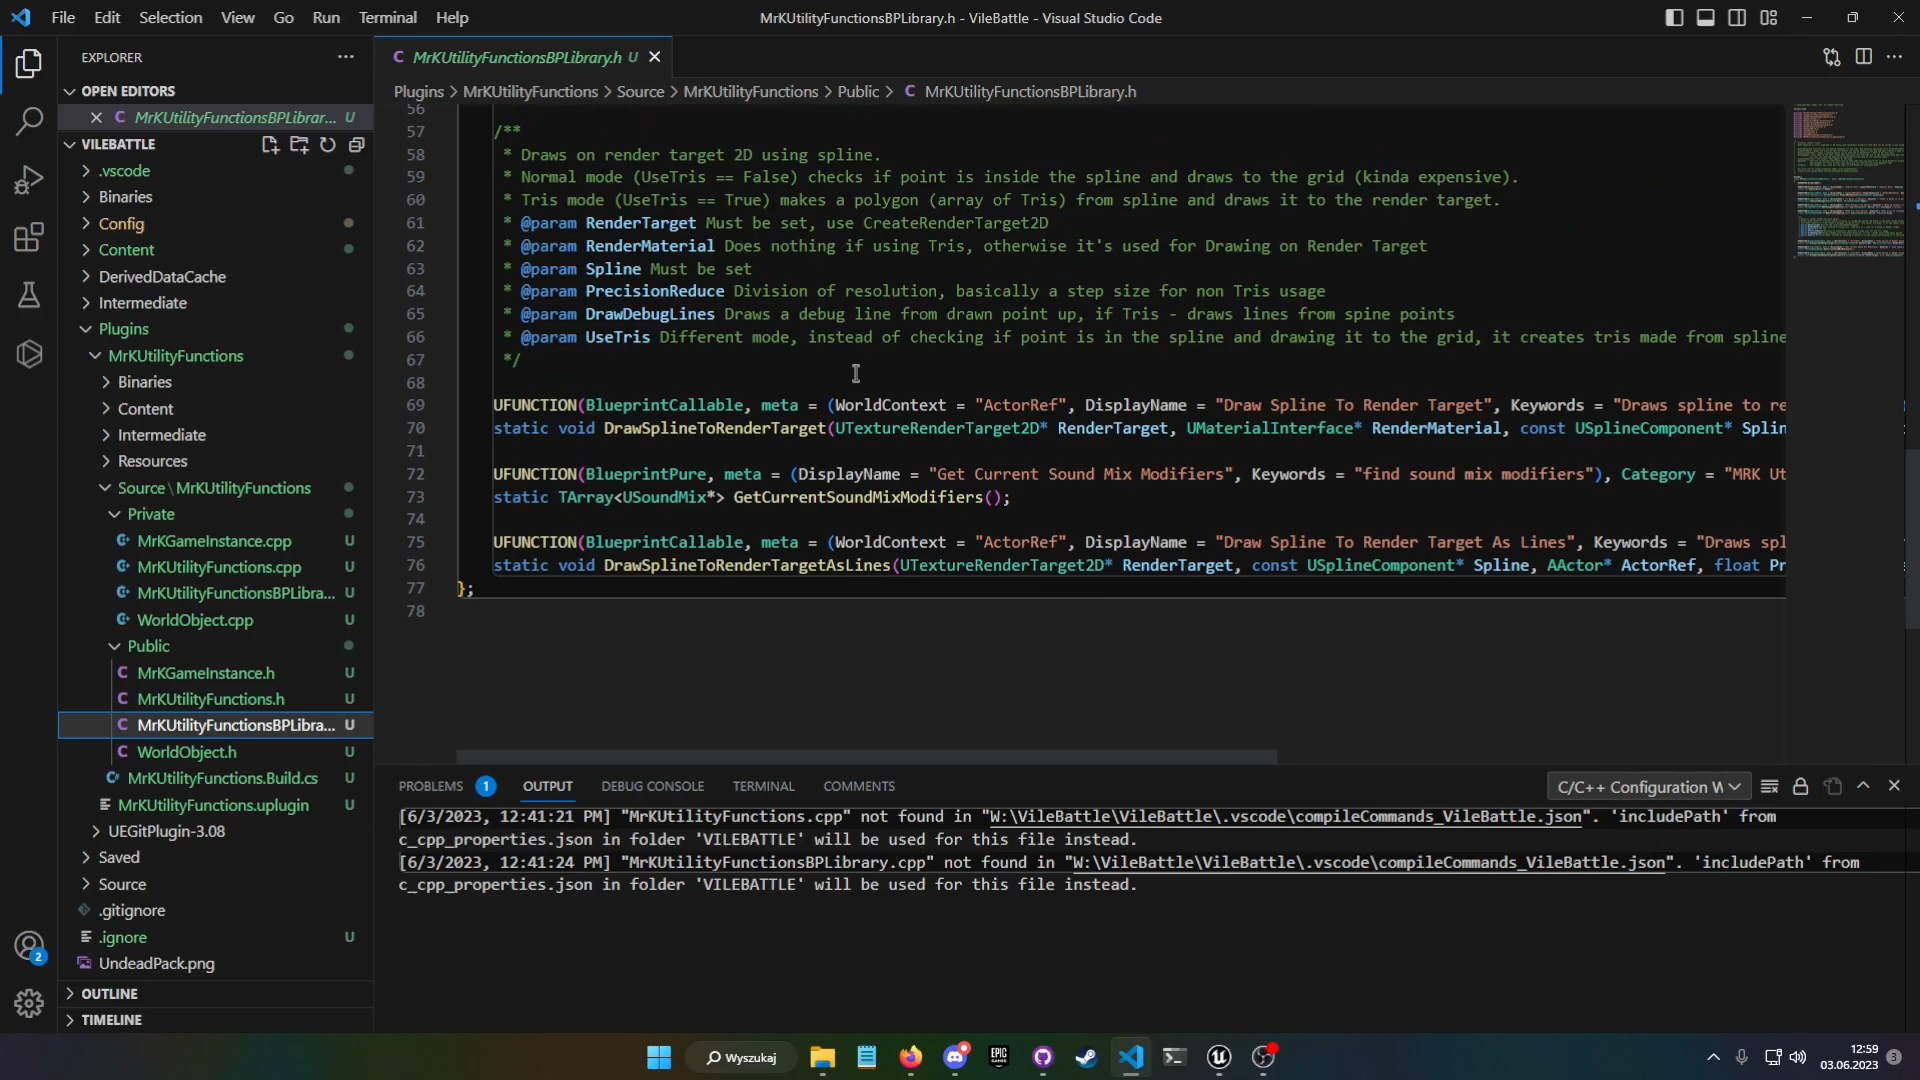 File Edit Selection View Go Run Terminal Help
MrKUtilityFunctionsBPLibrary.h - VileBattle - Visual Studio Code
EXPLORER
OPEN EDITORS
MrKUtilityFunctionsBPLibrar... U
VILEBATTLE
.vscode
Binaries
Config
Content
DerivedDataCache
Intermediate
Plugins
MrKUtilityFunctions
Binaries
Content
Intermediate
Resources
Source\MrKUtilityFunctions
Private
MrKGameInstance.cpp U
MrKUtilityFunctions.cpp U
MrKUtilityFunctionsBPLibra... U
WorldObject.cpp U
Public
MrKGameInstance.h U
MrKUtilityFunctions.h U
MrKUtilityFunctionsBPLibra... U
WorldObject.h U
MrKUtilityFunctions.Build.cs U
MrKUtilityFunctions.uplugin U
UEGitPlugin-3.08
Saved
Source
.gitignore
.ignore U
UndeadPack.png
OUTLINE
TIMELINE
2
MrKUtilityFunctionsBPLibrary.h U
Plugins > MrKUtilityFunctions > Source > MrKUtilityFunctions > Public > C MrKUtilityFunctionsBPLibrary.h
56
57 /**
58 * Draws on render target 2D using spline.
59 * Normal mode (UseTris == False) checks if point is inside the spline and draws to the grid (kinda expensive).
60 * Tris mode (UseTris == True) makes a polygon (array of Tris) from spline and draws it to the render target.
61 * @param RenderTarget Must be set, use CreateRenderTarget2D
62 * @param RenderMaterial Does nothing if using Tris, otherwise it's used for Drawing on Render Target
63 * @param Spline Must be set
64 * @param PrecisionReduce Division of resolution, basically a step size for non Tris usage
65 * @param DrawDebugLines Draws a debug line from drawn point up, if Tris - draws lines from spine points
66 * @param UseTris Different mode, instead of checking if point is in the spline and drawing it to the grid, it creates tris made from spline
67 */
68
69 UFUNCTION(BlueprintCallable, meta = (WorldContext = "ActorRef", DisplayName = "Draw Spline To Render Target", Keywords = "Draws spline to re
70 static void DrawSplineToRenderTarget(UTextureRenderTarget2D* RenderTarget, UMaterialInterface* RenderMaterial, const USplineComponent* Splin
71
72 UFUNCTION(BlueprintPure, meta = (DisplayName = "Get Current Sound Mix Modifiers", Keywords = "find sound mix modifiers"), Category = "MRK Ut
73 static TArray<USoundMix*> GetCurrentSoundMixModifiers();
74
75 UFUNCTION(BlueprintCallable, meta = (WorldContext = "ActorRef", DisplayName = "Draw Spline To Render Target As Lines", Keywords = "Draws spl
76 static void DrawSplineToRenderTargetAsLines(UTextureRenderTarget2D* RenderTarget, const USplineComponent* Spline, AActor* ActorRef, float Pr
77 };
78
PROBLEMS 1 OUTPUT DEBUG CONSOLE TERMINAL COMMENTS
C/C++ Configuration W
[6/3/2023, 12:41:21 PM] "MrKUtilityFunctions.cpp" not found in "W:\VileBattle\VileBattle\.vscode\compileCommands_VileBattle.json". 'includePath' from
c_cpp_properties.json in folder 'VILEBATTLE' will be used for this file instead.
[6/3/2023, 12:41:24 PM] "MrKUtilityFunctionsBPLibrary.cpp" not found in "W:\VileBattle\VileBattle\.vscode\compileCommands_VileBattle.json". 'includePath' from
c_cpp_properties.json in folder 'VILEBATTLE' will be used for this file instead.
Wyszukaj
EPIC GAMES
12:59
03.06.2023
3